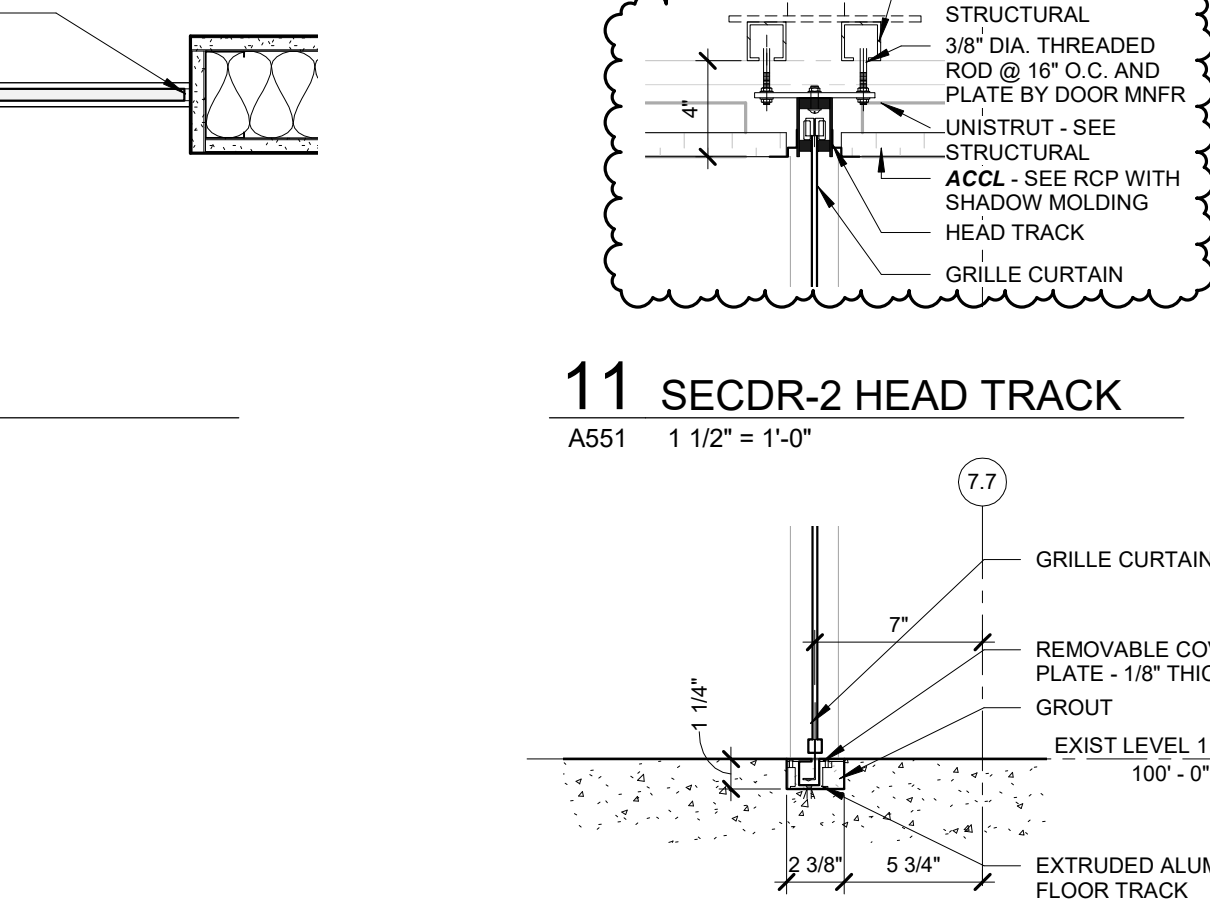 STRUCTURAL
3/8" DIA. THREADED
ROD @ 16" O.C. AND
PLATE BY DOOR MNFR
4"
UNISTRUT - SEE
STRUCTURAL
ACCL - SEE RCP WITH
SHADOW MOLDING
HEAD TRACK
GRILLE CURTAIN
11 SECDR-2 HEAD TRACK
A551 1 1/2" = 1'-0"
7.7
GRILLE CURTAIN
7"
REMOVABLE COV
PLATE - 1/8" THIC
1 1/4"
GROUT
EXIST LEVEL 1
100' - 0"
2 3/8" 5 3/4"
EXTRUDED ALUM
FLOOR TRACK